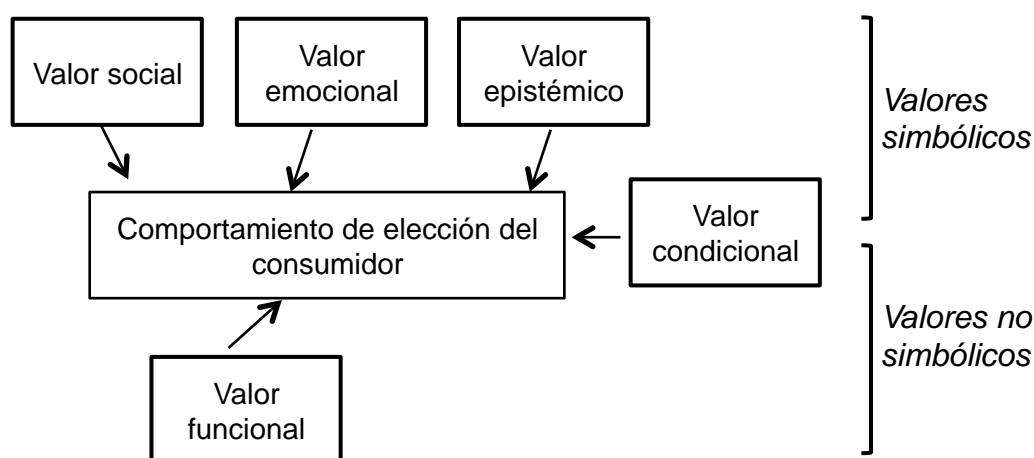 Valor social
Valor
emocional
Valor
epistémico
Valores
simbólicos
Comportamiento de elección del
consumidor
Valor
condicional
Valores no
simbólicos
Valor
funcional